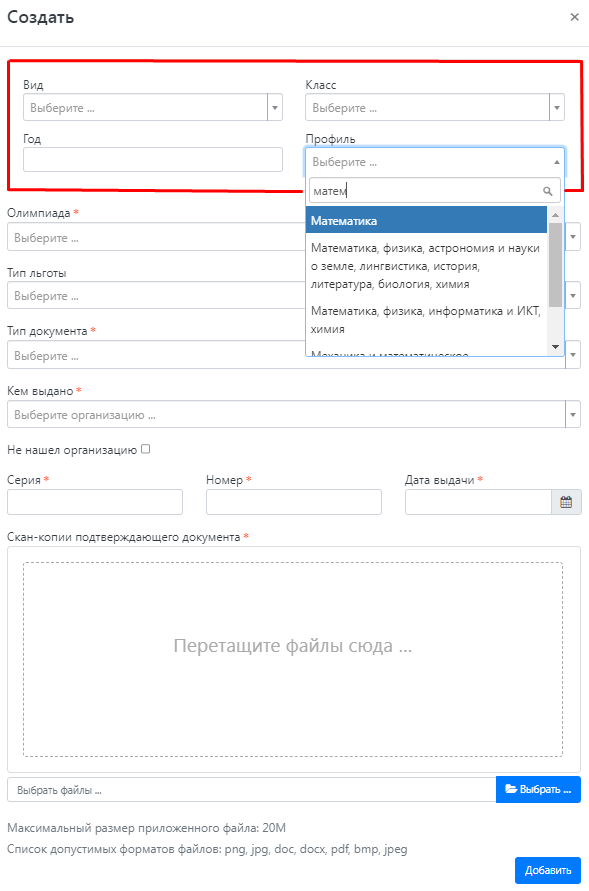 Создать ×
Вид
Класс
Выберите ...
Выберите ...
Год
Профиль
Выберите ...
матем
Математика
Математика, физика, астрономия и науки
о земле, лингвистика, история,
литература, биология, химия
Математика, физика, информатика и ИКТ,
химия
Механика и математическое
Олимпиада *
Выберите ...
Тип льготы
Выберите ...
Тип документа *
Выберите ...
Кем выдано *
Выберите организацию ...
Не нашел организацию
Серия *
Номер *
Дата выдачи *
Скан-копии подтверждающего документа *
Перетащите файлы сюда ...
Выбрать файлы ...
Выбрать ...
Максимальный размер приложенного файла: 20M
Список допустимых форматов файлов: png, jpg, doc, docx, pdf, bmp, jpeg
Добавить